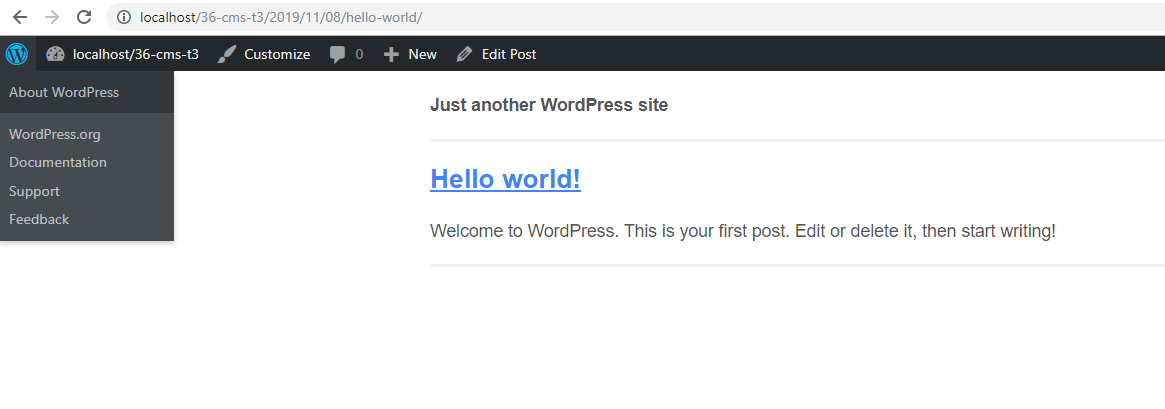 localhost/36-cms-t3/2019/11/08/hello-world/
localhost/36-cms-t3 Customize 0 New Edit Post
About WordPress
WordPress.org
Documentation
Support
Feedback
Just another WordPress site
Hello world!
Welcome to WordPress. This is your first post. Edit or delete it, then start writing!